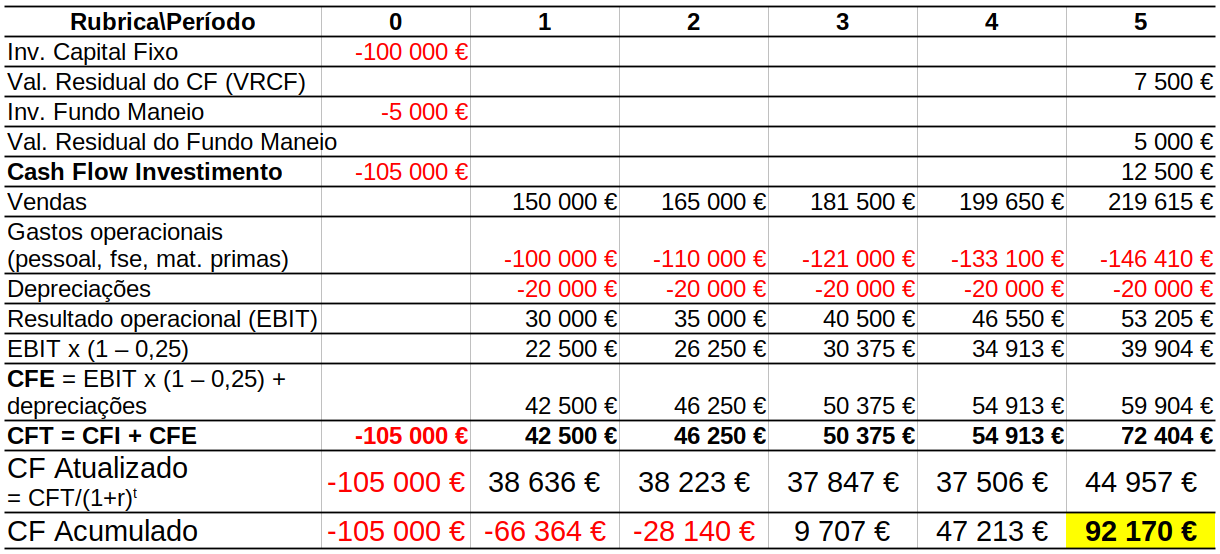 Rubrica\Período 0 1 2 3 4 5
Inv. Capital Fixo -100 000 €
Val. Residual do CF (VRCF) 7 500 €
Inv. Fundo Maneio -5 000 €
Val. Residual do Fundo Maneio 5 000 €
Cash Flow Investimento -105 000 € 12 500 €
Vendas 150 000 € 165 000 € 181 500 € 199 650 € 219 615 €
Gastos operacionais
(pessoal, fse, mat. primas) -100 000 € -110 000 € -121 000 € -133 100 € -146 410 €
Depreciações -20 000 € -20 000 € -20 000 € -20 000 € -20 000 €
Resultado operacional (EBIT) 30 000 € 35 000 € 40 500 € 46 550 € 53 205 €
EBIT x (1 – 0,25) 22 500 € 26 250 € 30 375 € 34 913 € 39 904 €
CFE = EBIT x (1 – 0,25) +
depreciações 42 500 € 46 250 € 50 375 € 54 913 € 59 904 €
CFT = CFI + CFE -105 000 € 42 500 € 46 250 € 50 375 € 54 913 € 72 404 €
CF Atualizado
= CFT/(1+r)ᵗ -105 000 € 38 636 € 38 223 € 37 847 € 37 506 € 44 957 €
CF Acumulado -105 000 € -66 364 € -28 140 € 9 707 € 47 213 € 92 170 €